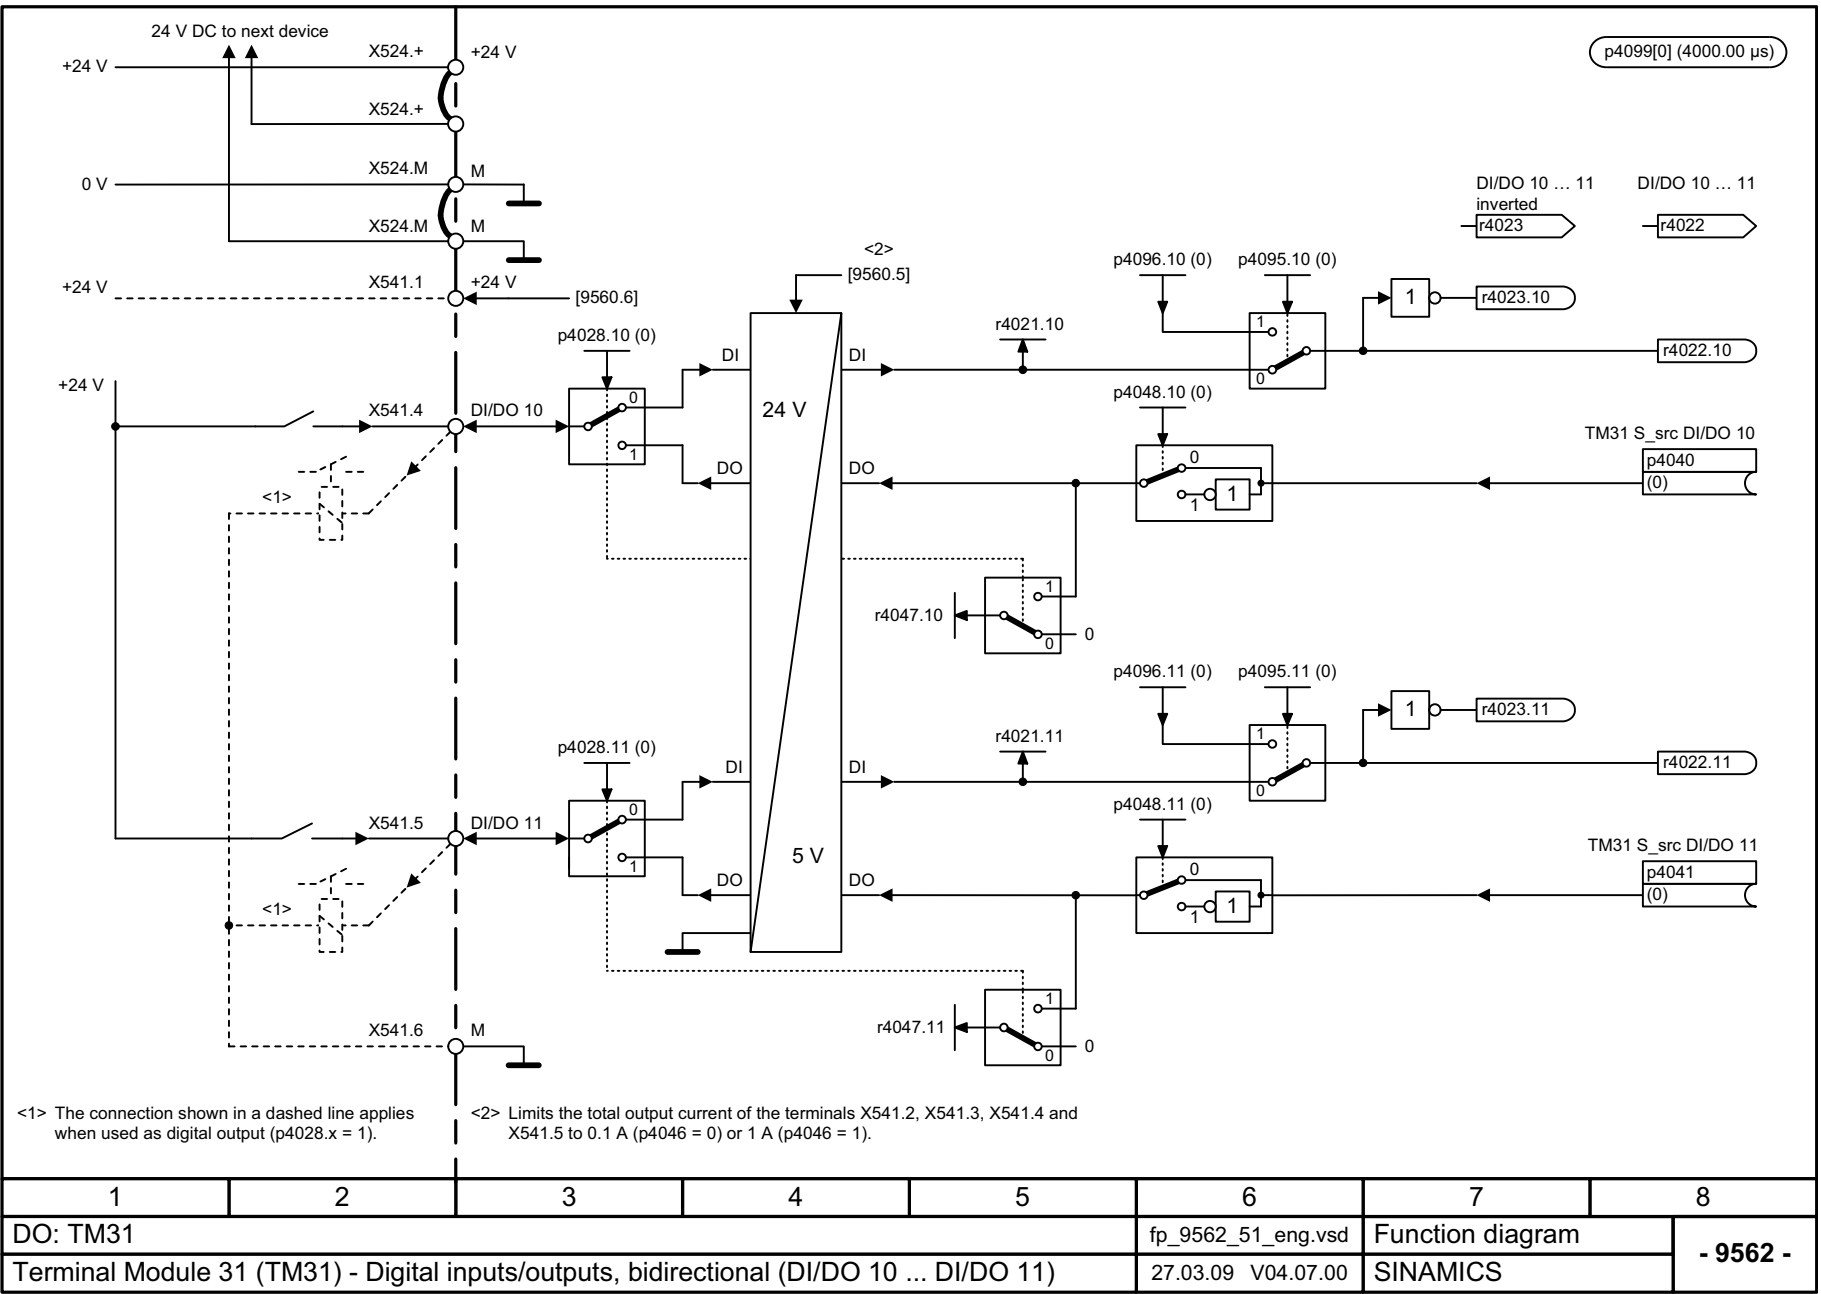 24 V DC to next device
+24 V
X524.+
+24 V
p4099[0] (4000.00 µs)
X524.+
0 V
X524.M
M
X524.M
M
DI/DO 10 … 11
inverted
r4023
DI/DO 10 … 11
r4022
+24 V
X541.1
+24 V
[9560.6]
<2>
[9560.5]
p4096.10 (0)
p4095.10 (0)
1
0
1
r4023.10
r4022.10
p4028.10 (0)
r4021.10
DI
DI
+24 V
X541.4
DI/DO 10
0
1
24 V
p4048.10 (0)
0
1
1
TM31 S_src DI/DO 10
p4040
(0)
DO
DO
<1>
r4047.10
1
0
0
p4096.11 (0)
p4095.11 (0)
1
0
1
r4023.11
r4022.11
p4028.11 (0)
r4021.11
DI
DI
X541.5
DI/DO 11
0
1
5 V
p4048.11 (0)
0
1
1
TM31 S_src DI/DO 11
p4041
(0)
DO
DO
<1>
r4047.11
1
0
0
X541.6
M
<1> The connection shown in a dashed line applies
when used as digital output (p4028.x = 1).
<2> Limits the total output current of the terminals X541.2, X541.3, X541.4 and
X541.5 to 0.1 A (p4046 = 0) or 1 A (p4046 = 1).
1 2 3 4 5 6 7 8
DO: TM31
fp_9562_51_eng.vsd
Function diagram
- 9562 -
Terminal Module 31 (TM31) - Digital inputs/outputs, bidirectional (DI/DO 10 ... DI/DO 11)
27.03.09 V04.07.00
SINAMICS